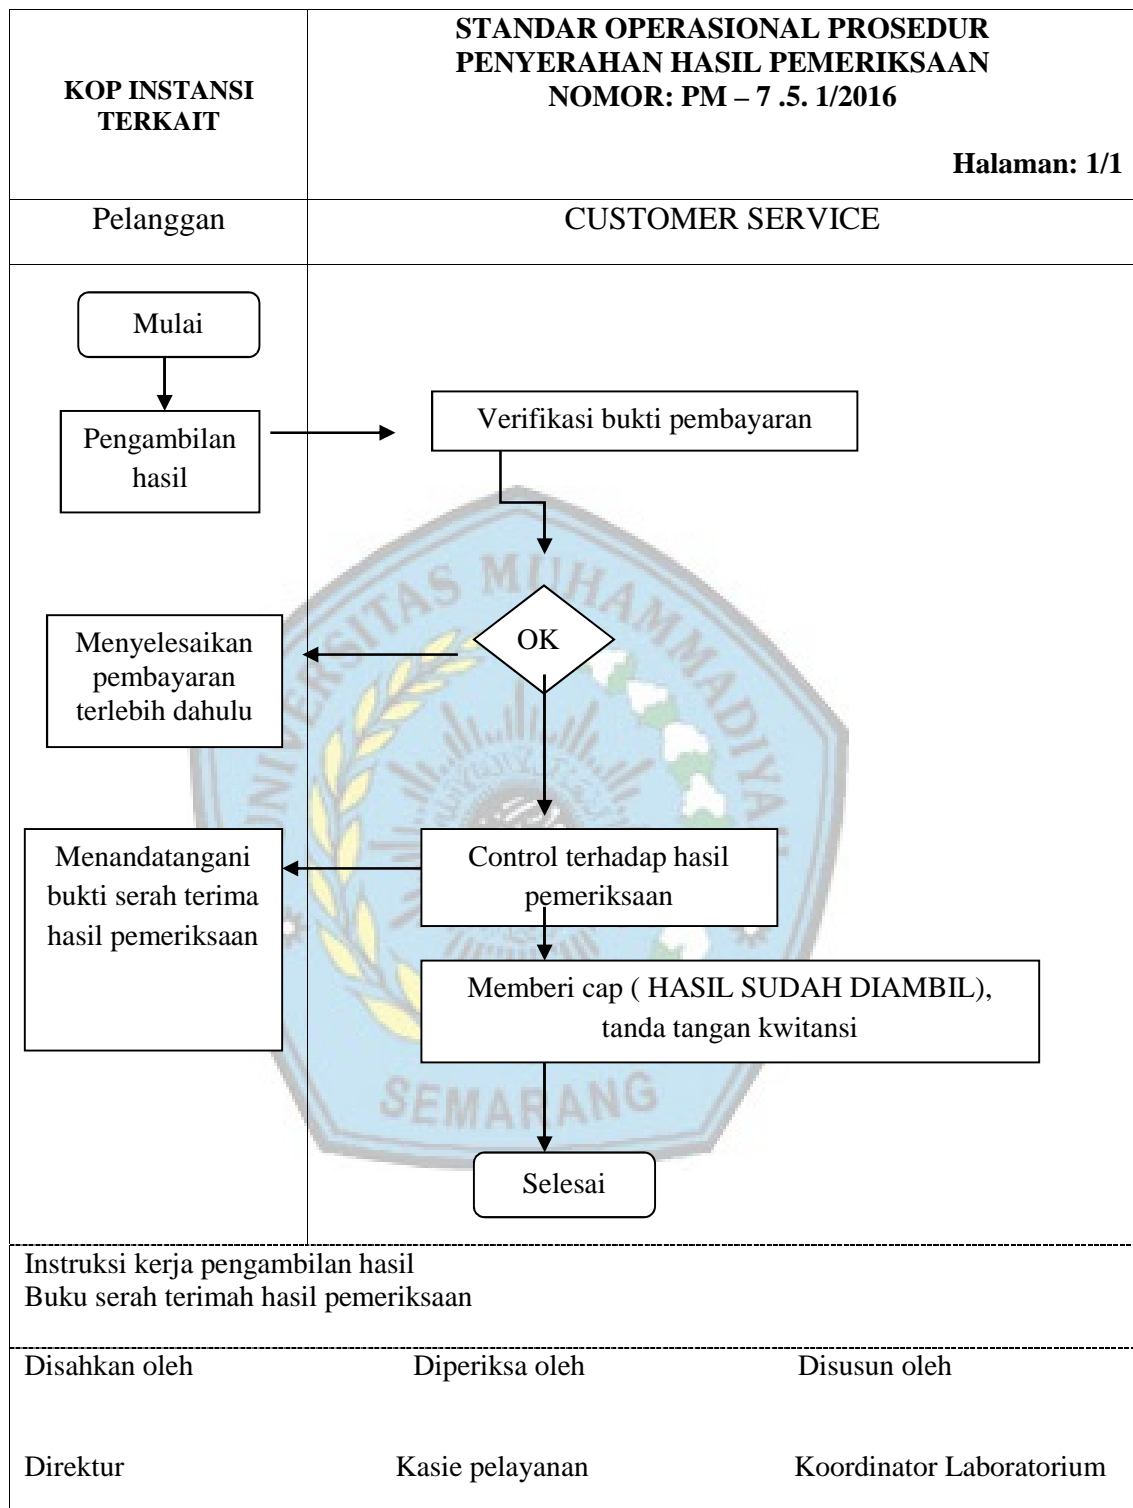 KOP INSTANSI
TERKAIT
STANDAR OPERASIONAL PROSEDUR
PENYERAHAN HASIL PEMERIKSAAN
NOMOR: PM – 7 .5. 1/2016
Halaman: 1/1
Pelanggan
CUSTOMER SERVICE
Mulai
Pengambilan
hasil
Verifikasi bukti pembayaran
OK
Menyelesaikan
pembayaran
terlebih dahulu
Control terhadap hasil
pemeriksaan
Menandatangani
bukti serah terima
hasil pemeriksaan
Memberi cap ( HASIL SUDAH DIAMBIL),
tanda tangan kwitansi
Selesai
UNIVERSITAS MUHAMMADIYAH
SEMARANG
Instruksi kerja pengambilan hasil
Buku serah terimah hasil pemeriksaan
Disahkan oleh
Diperiksa oleh
Disusun oleh
Direktur
Kasie pelayanan
Koordinator Laboratorium